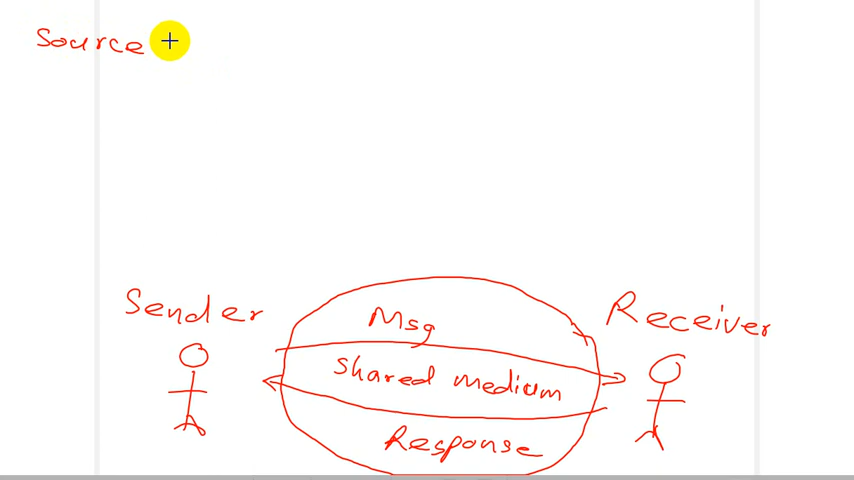 Source
Sender
Receiver
Msg
Shared medium
Response